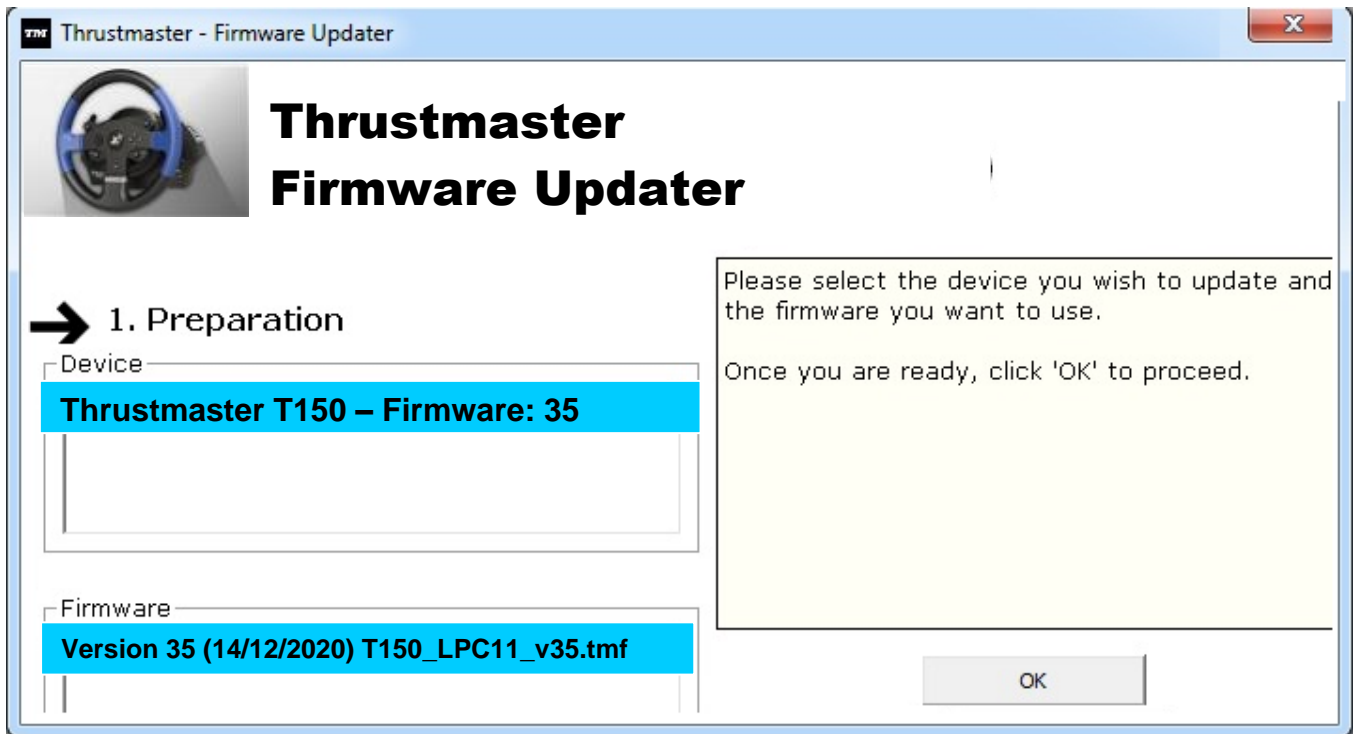 TM Thrustmaster - Firmware Updater
Thrustmaster
Firmware Updater
1. Preparation
Device
Thrustmaster T150 – Firmware: 35
Firmware
Version 35 (14/12/2020) T150_LPC11_v35.tmf
Please select the device you wish to update and
the firmware you want to use.
Once you are ready, click 'OK' to proceed.
OK